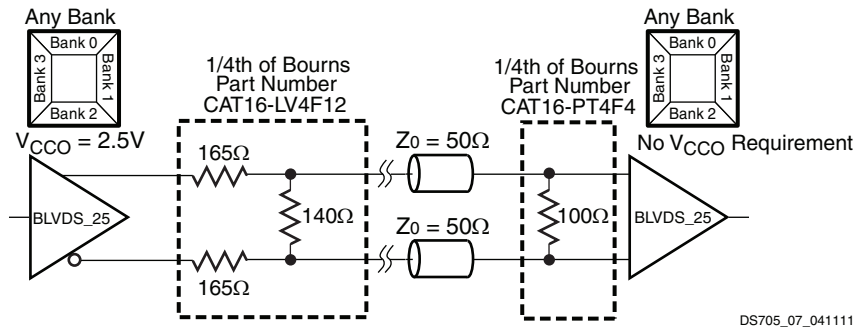 Any Bank
Bank 0
Bank 3
Bank 1
Bank 2
VCCO = 2.5V
1/4th of Bourns
Part Number
CAT16-LV4F12
1/4th of Bourns
Part Number
CAT16-PT4F4
Any Bank
Bank 0
Bank 3
Bank 1
Bank 2
No VCCO Requirement
165Ω
Z0 = 50Ω
BLVDS_25
140Ω
100Ω
BLVDS_25
Z0 = 50Ω
165Ω
DS705_07_041111